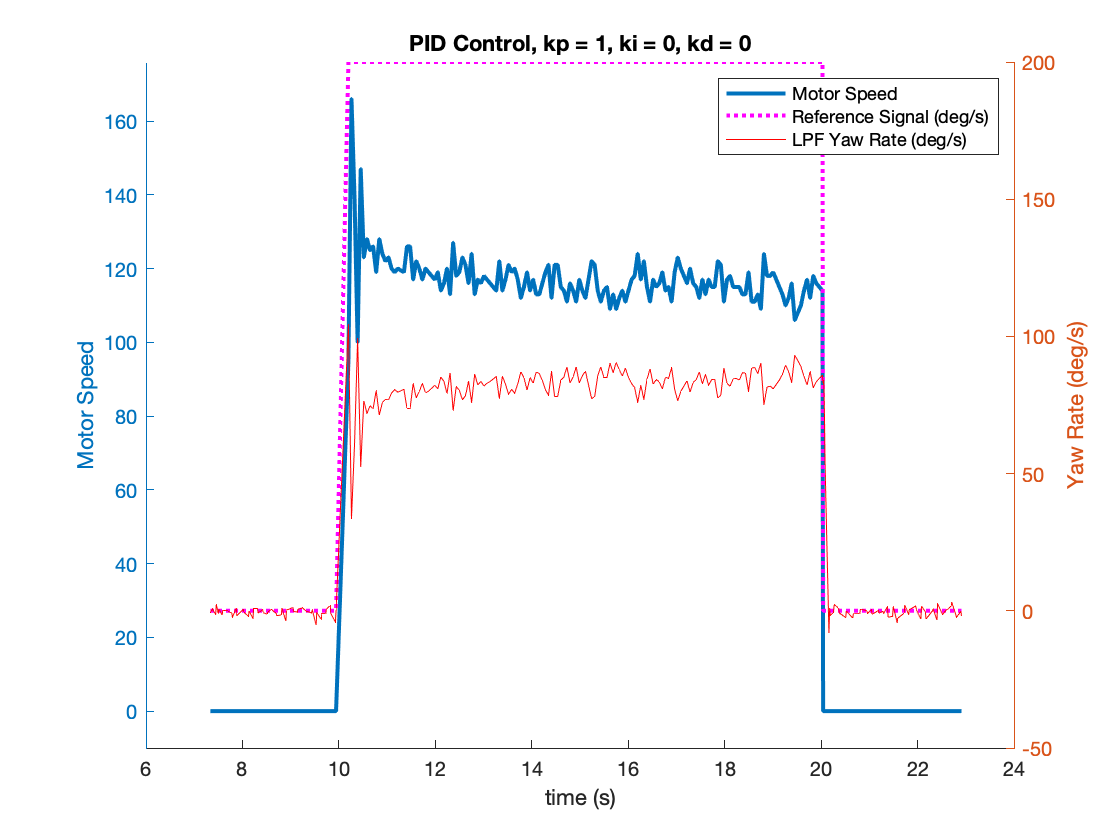 PID Control, kp = 1, ki = 0, kd = 0
Motor Speed
Reference Signal (deg/s)
LPF Yaw Rate (deg/s)
160
140
120
100
80
60
40
20
0
Motor Speed
200
150
100
50
0
-50
Yaw Rate (deg/s)
6 8 10 12 14 16 18 20 22 24
time (s)